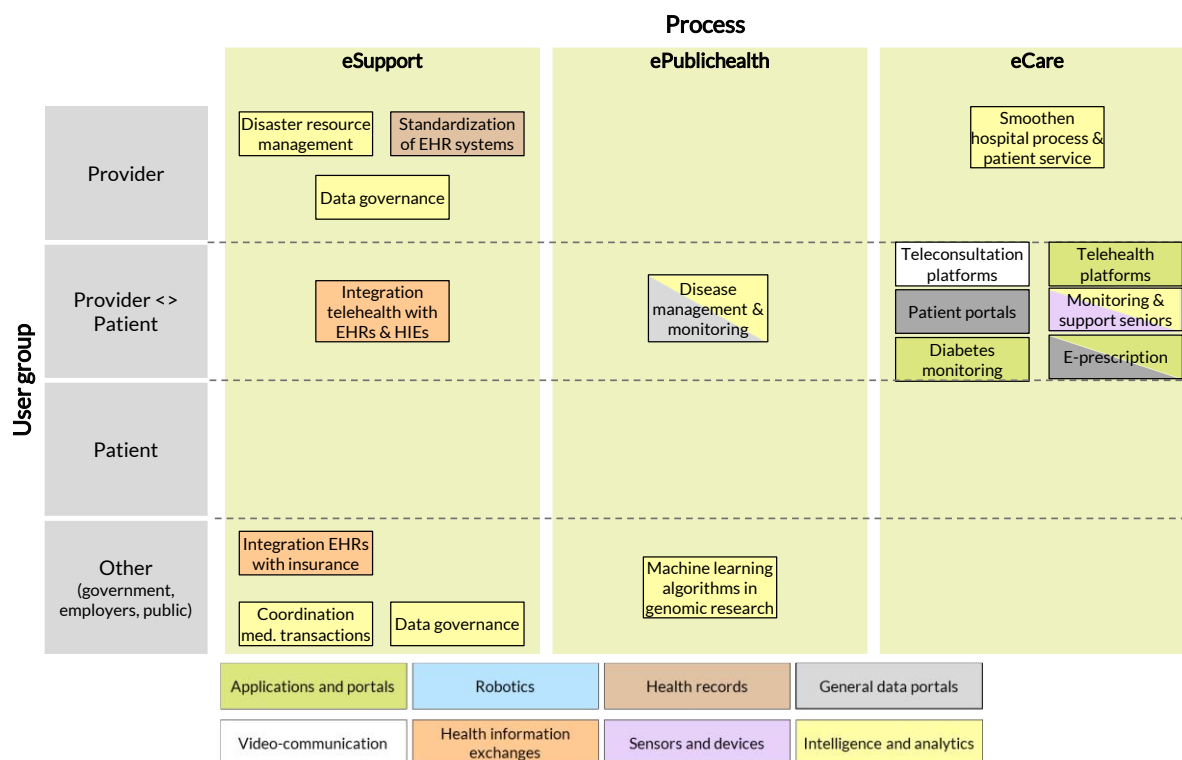 Process
eSupport
ePublichealth
eCare
User group
Provider
Disaster resource
management
Standardization
of EHR systems
Data governance
Smoothen
hospital process &
patient service
Provider <>
Patient
Integration
telehealth with
EHRs & HIEs
Disease
management &
monitoring
Teleconsultation
platforms
Telehealth
platforms
Patient portals
Monitoring &
support seniors
Diabetes
monitoring
E-prescription
Patient
Other
(government,
employers, public)
Integration EHRs
with insurance
Coordination
med. transactions
Data governance
Machine learning
algorithms in
genomic research
Applications and portals
Robotics
Health records
General data portals
Video-communication
Health information
exchanges
Sensors and devices
Intelligence and analytics